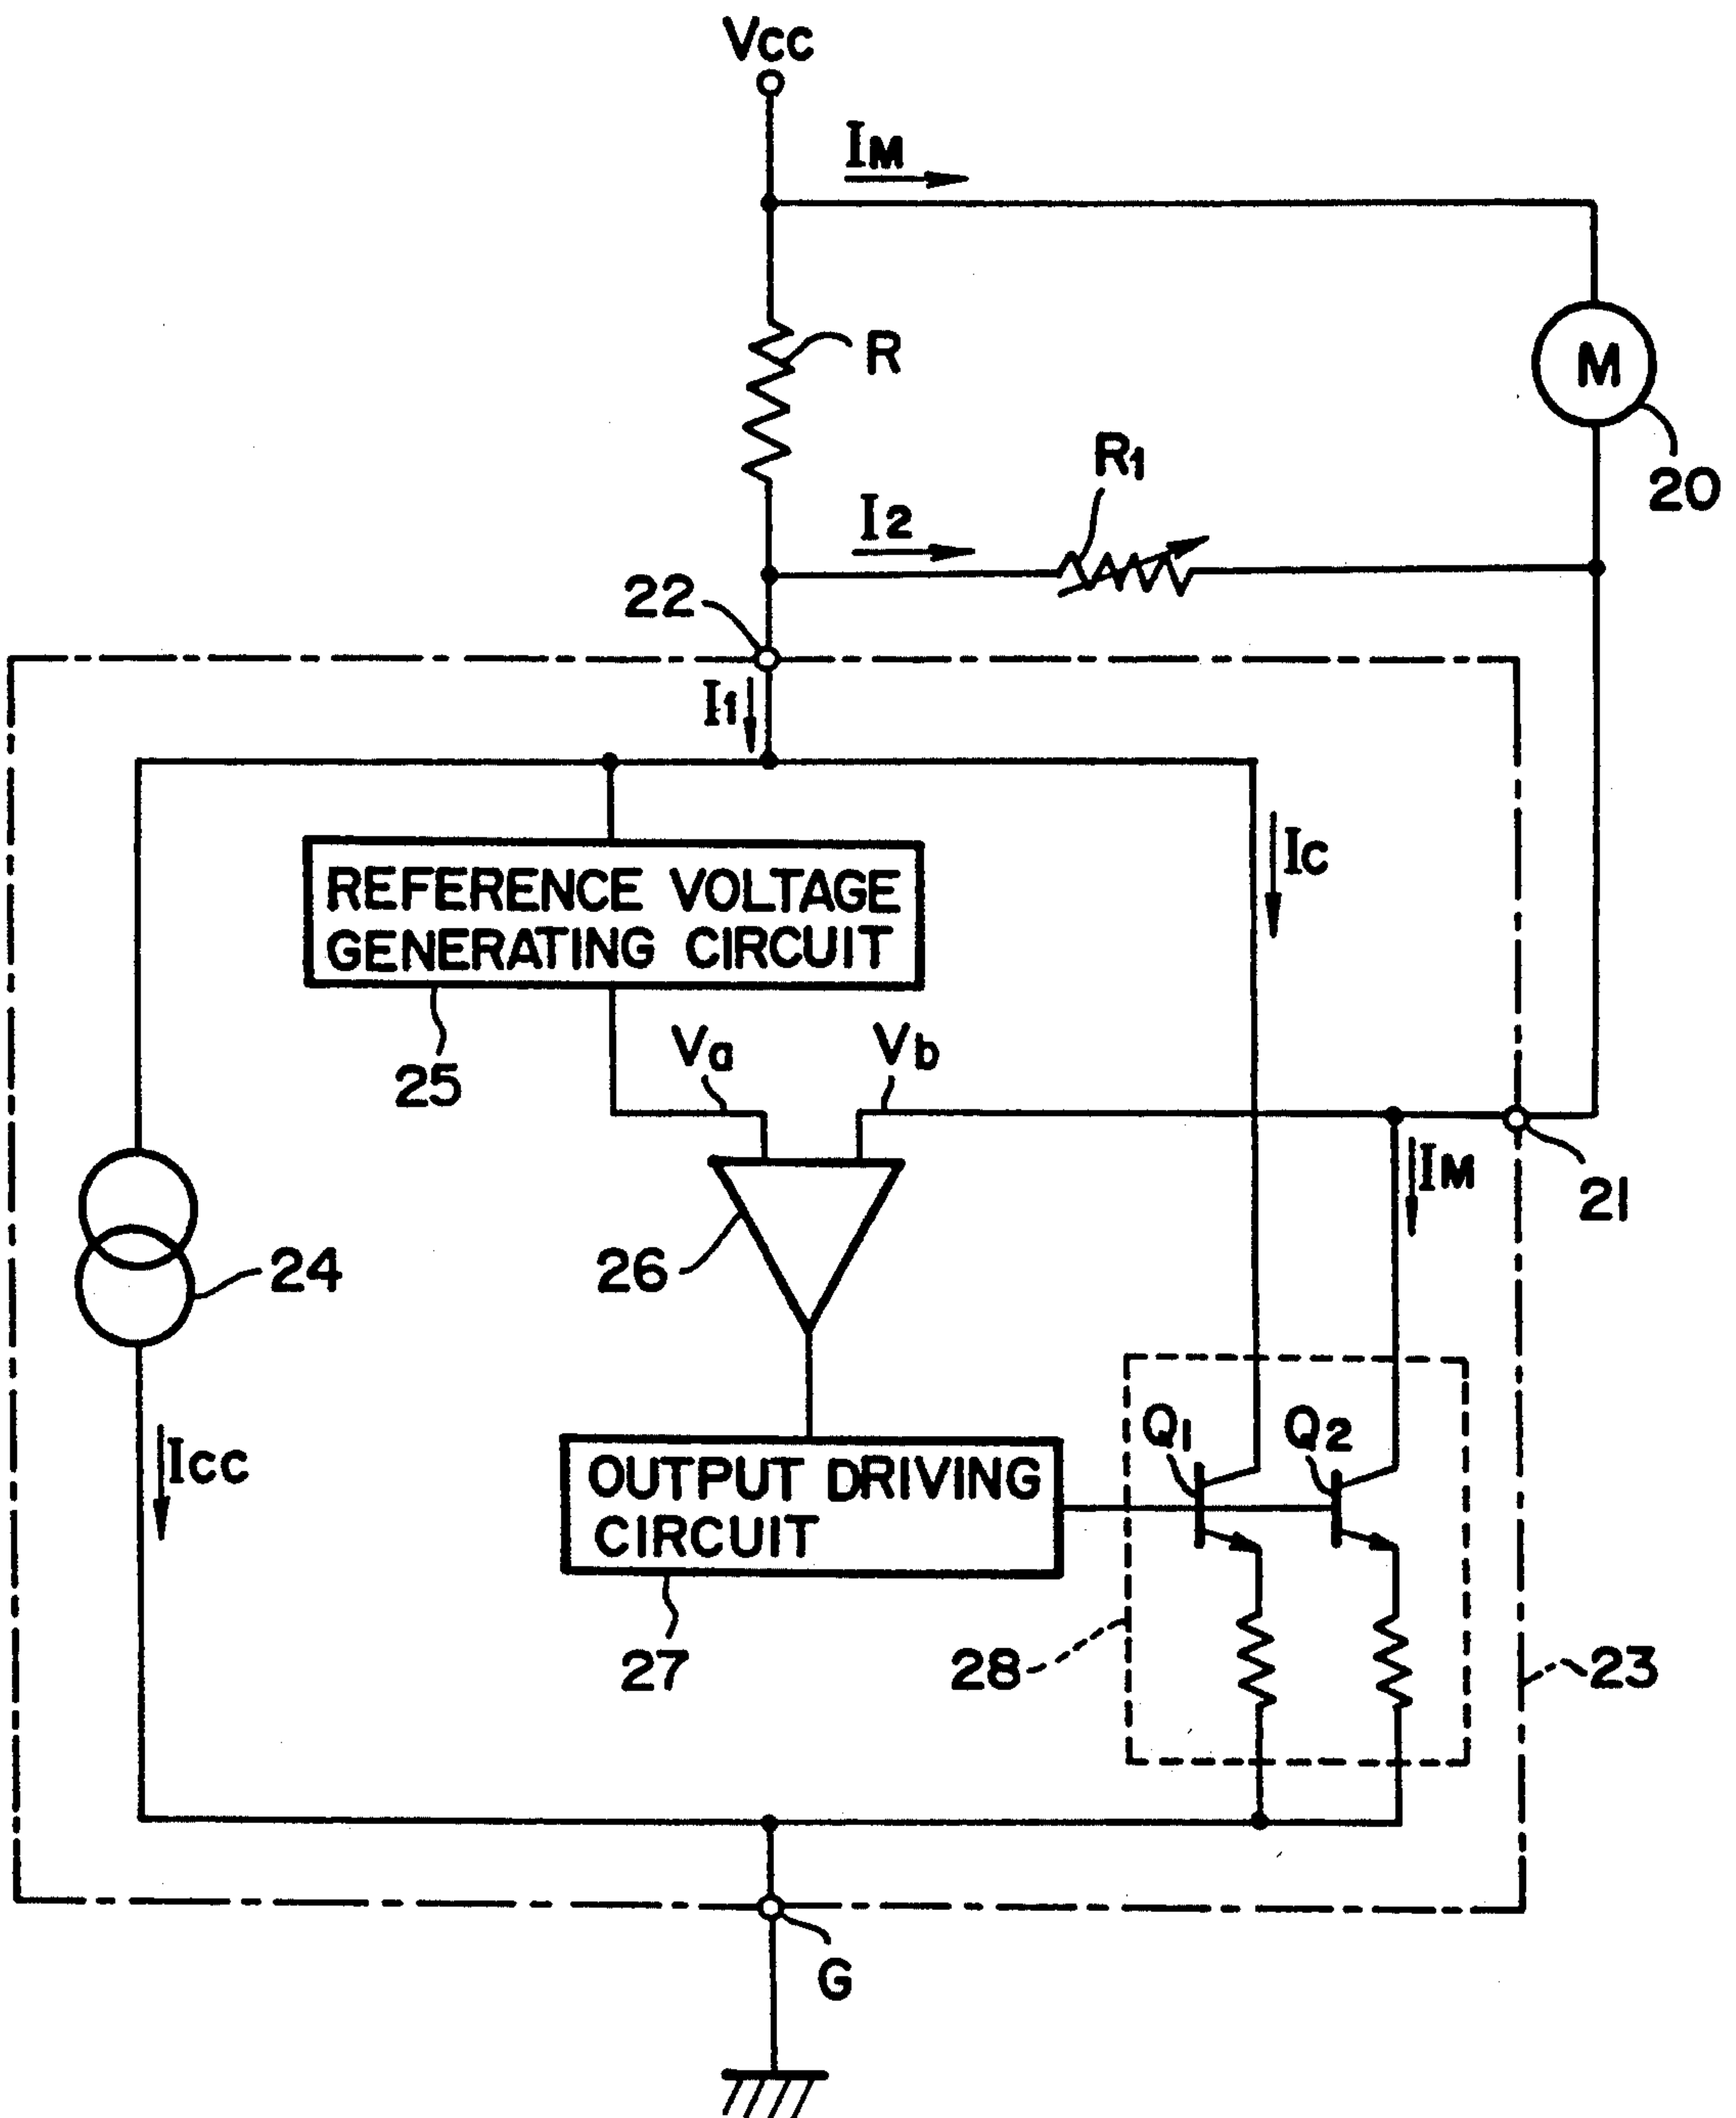 Vcc
IM
R
M
R1
20
I2
22
I1
Ic
REFERENCE VOLTAGE
GENERATING CIRCUIT
Va
Vb
25
IM
21
26
24
Q1
Q2
Icc
OUTPUT DRIVING
CIRCUIT
27
28
23
G